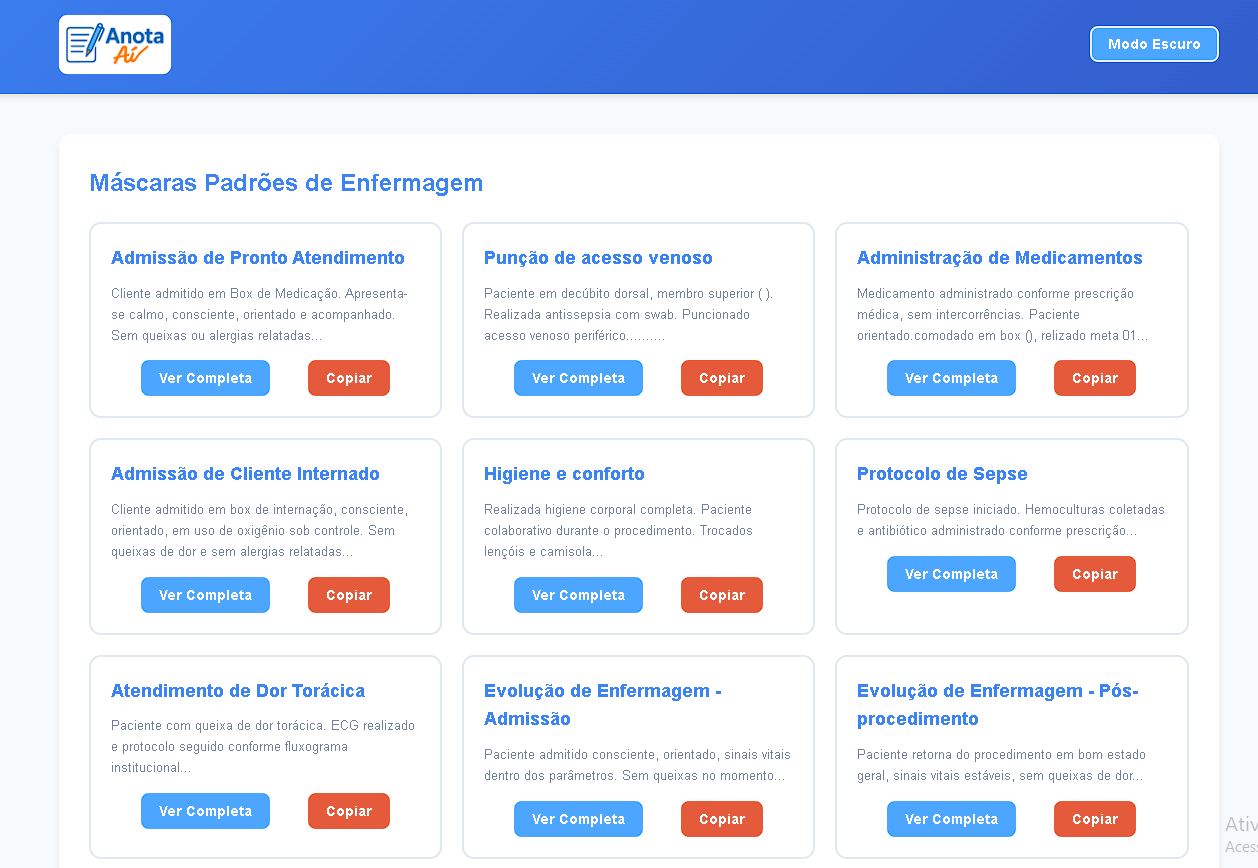 Anota
Aí
Modo Escuro
Máscaras Padrões de Enfermagem
Admissão de Pronto Atendimento
Cliente admitido em Box de Medicação. Apresenta-
se calmo, consciente, orientado e acompanhado.
Sem queixas ou alergias relatadas...
Ver Completa
Copiar
Punção de acesso venoso
Paciente em decúbito dorsal, membro superior ( ).
Realizada antissepsia com swab. Puncionado
acesso venoso periférico..........
Ver Completa
Copiar
Administração de Medicamentos
Medicamento administrado conforme prescrição
médica, sem intercorrências. Paciente
orientado.comodado em box (), relizado meta 01...
Ver Completa
Copiar
Admissão de Cliente Internado
Cliente admitido em box de internação, consciente,
orientado, em uso de oxigênio sob controle. Sem
queixas de dor e sem alergias relatadas...
Ver Completa
Copiar
Higiene e conforto
Realizada higiene corporal completa. Paciente
colaborativo durante o procedimento. Trocados
lençóis e camisola...
Ver Completa
Copiar
Protocolo de Sepse
Protocolo de sepse iniciado. Hemoculturas coletadas
e antibiótico administrado conforme prescrição...
Ver Completa
Copiar
Atendimento de Dor Torácica
Paciente com queixa de dor torácica. ECG realizado
e protocolo seguido conforme fluxograma
institucional...
Ver Completa
Copiar
Evolução de Enfermagem -
Admissão
Paciente admitido consciente, orientado, sinais vitais
dentro dos parâmetros. Sem queixas no momento...
Ver Completa
Copiar
Evolução de Enfermagem - Pós-
procedimento
Paciente retorna do procedimento em bom estado
geral, sinais vitais estáveis, sem queixas de dor...
Ver Completa
Copiar
Ativ
Aces